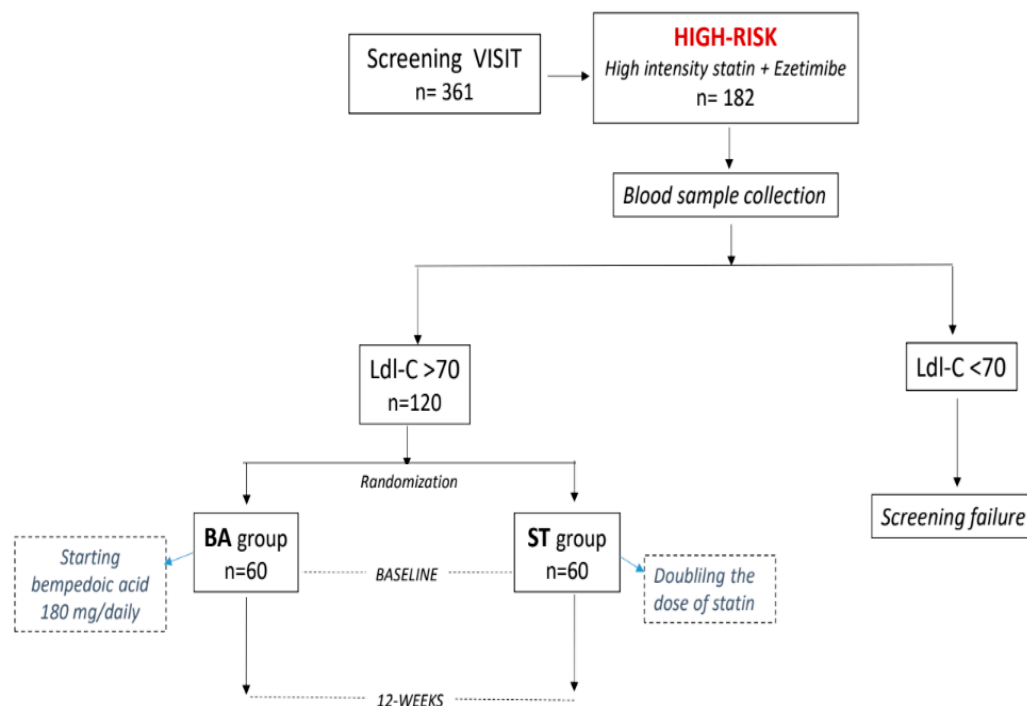 Screening VISIT
n= 361
HIGH-RISK
High intensity statin + Ezetimibe
n= 182
Blood sample collection
Ldl-C >70
n=120
Ldl-C <70
Randomization
Screening failure
Starting
bempedoic acid
180 mg/daily
BA group
n=60
BASELINE
ST group
n=60
Doublilng the
dose of statin
12-WEEKS